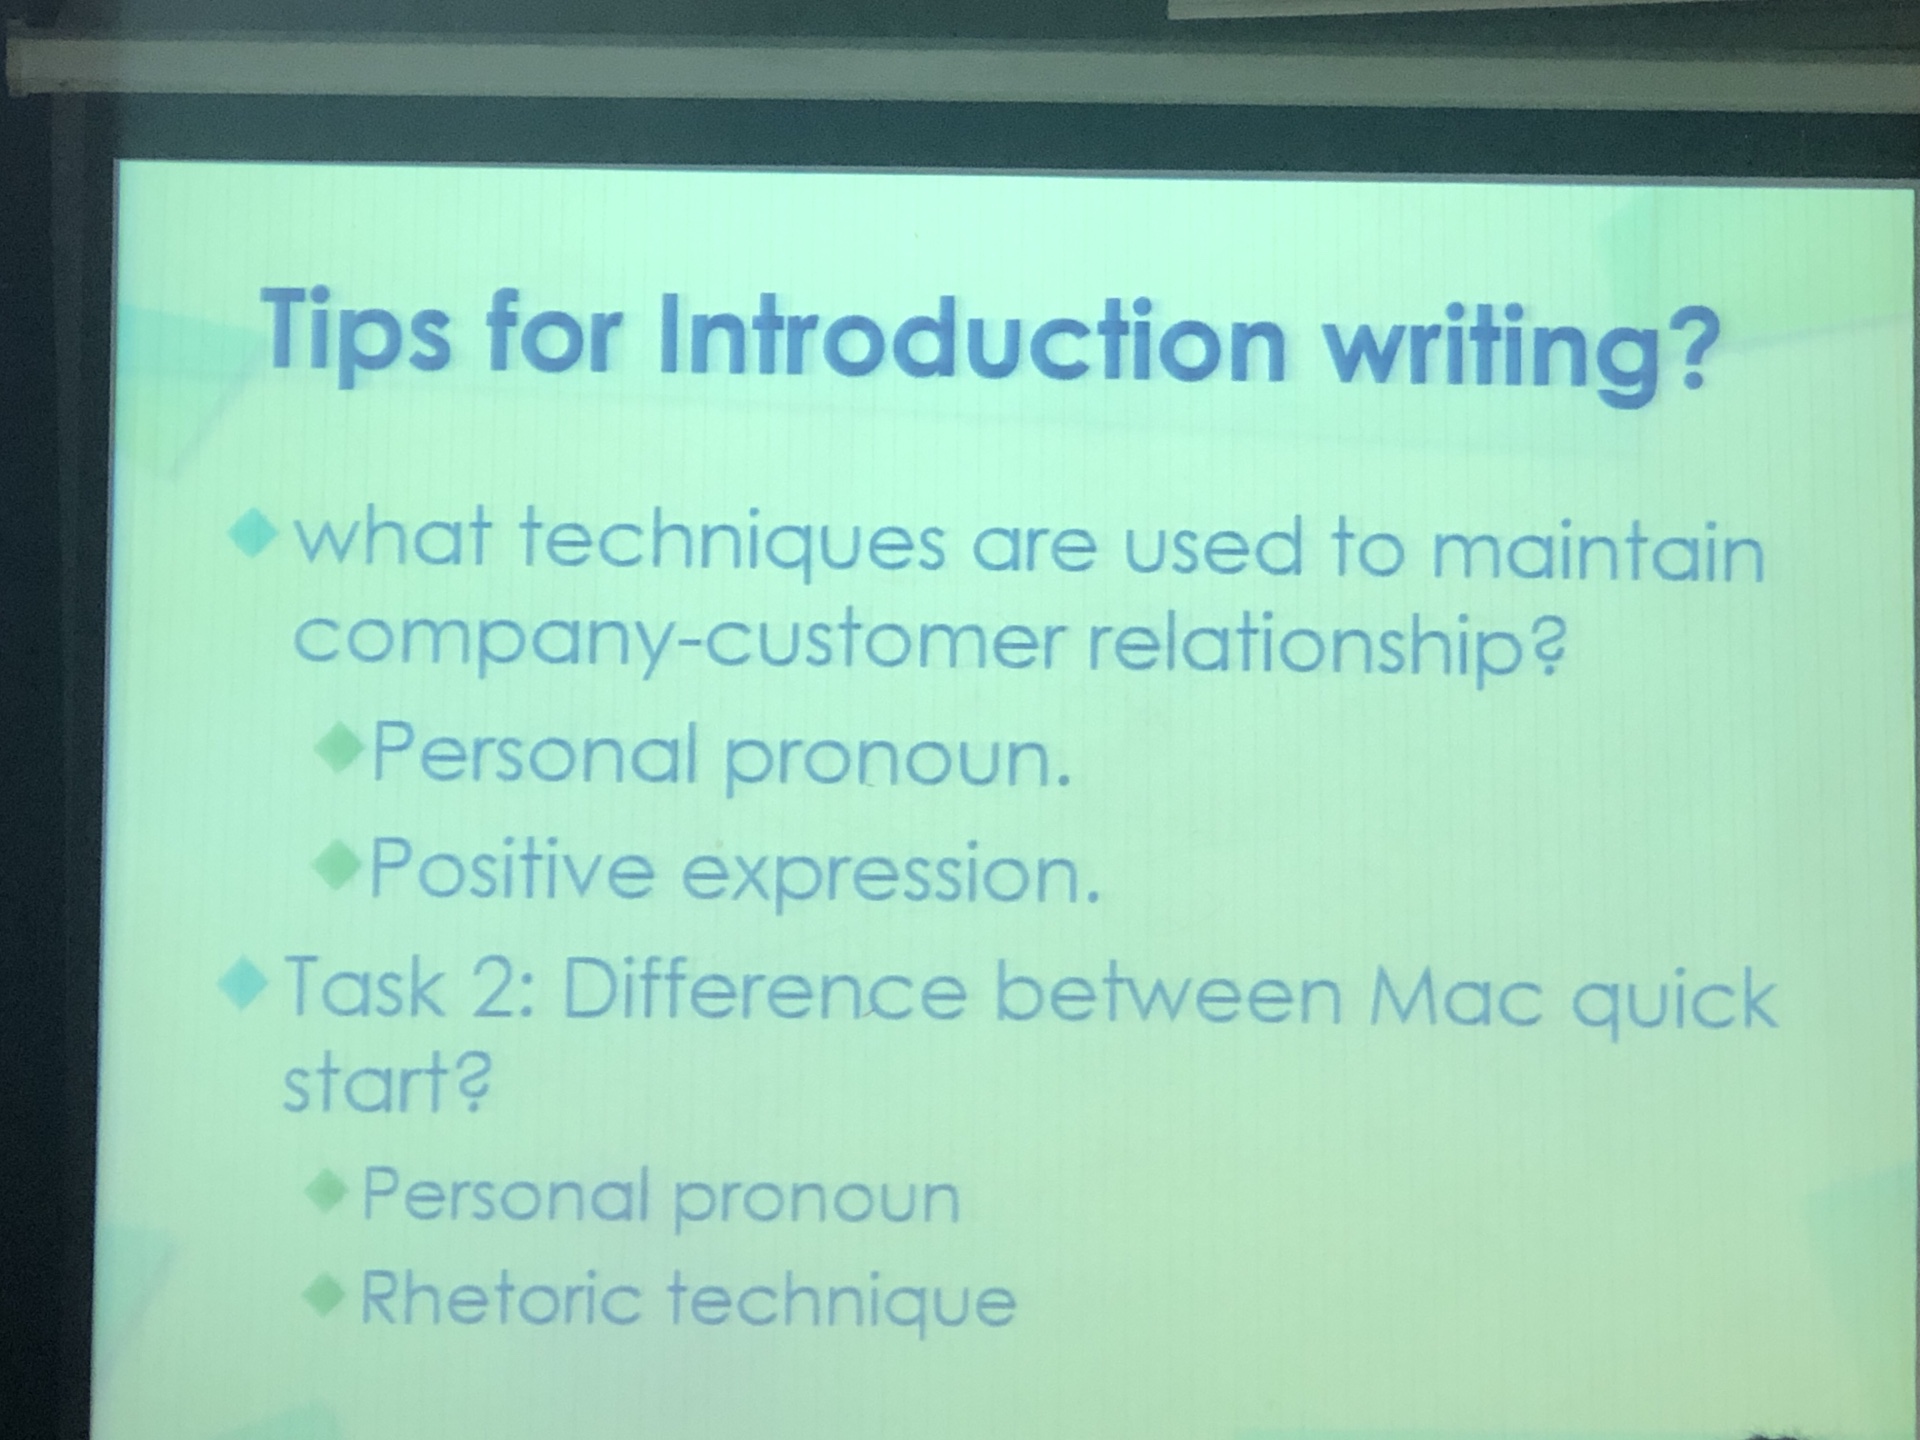 Tips for Introduction writing?
what techniques are used to maintain
company-customer relationship?
Personal pronoun.
Positive expression.
Task 2: Difference between Mac quick
start?
Personal pronoun
Rhetoric technique